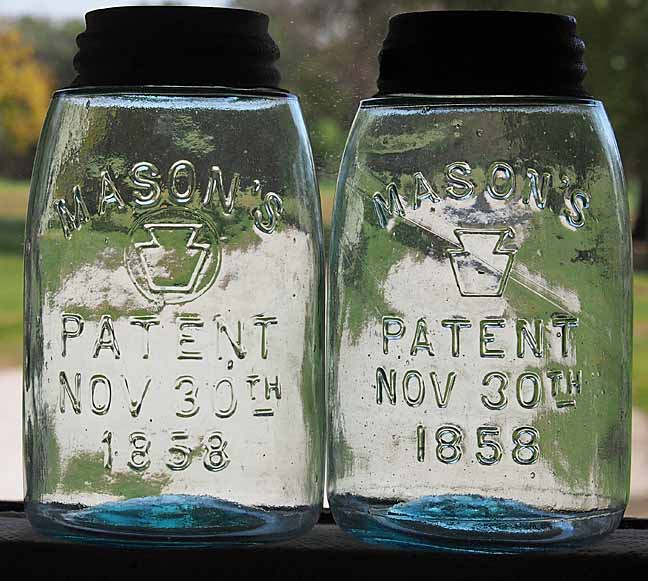 MASON'S
PATENT
NOV 30TH
1858
MASON'S
PATENT
NOV 30TH
1858